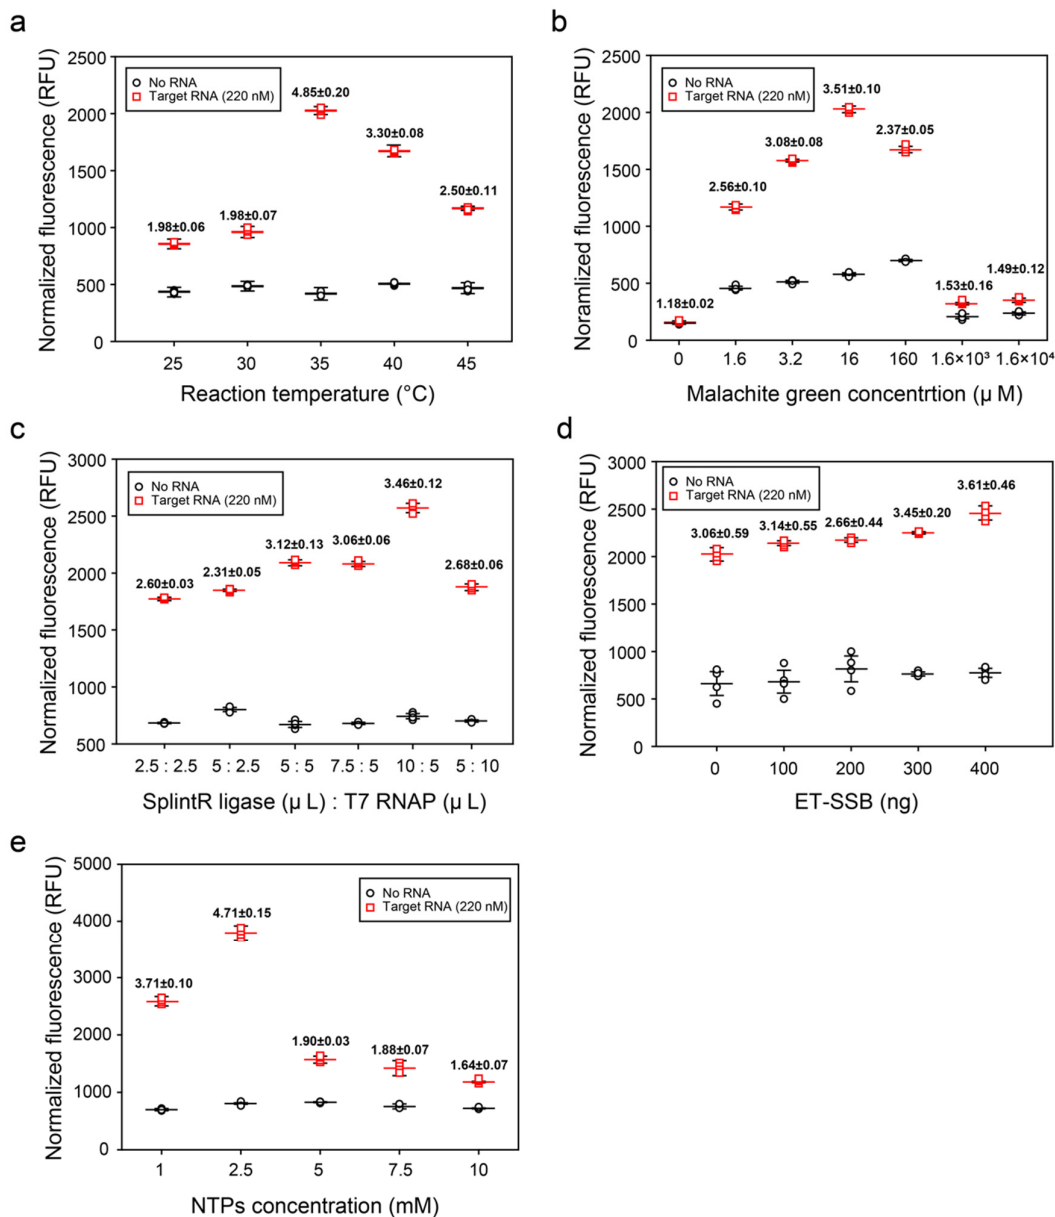 a
Normalized fluorescence (RFU)
2500
2000
1500
1000
500
0
No RNA
Target RNA (220 nM)
1.98±0.06
1.98±0.07
4.85±0.20
3.30±0.08
2.50±0.11
25 30 35 40 45
Reaction temperature (°C)
b
Noramlized fluorescence (RFU)
2500
2000
1500
1000
500
0
No RNA
Target RNA (220 nM)
1.18±0.02
2.56±0.10
3.08±0.08
3.51±0.10
2.37±0.05
1.53±0.16
1.49±0.12
0 1.6 3.2 16 160 1.6×10³ 1.6×10⁴
Malachite green concentrtion (μ M)
c
Normalized fluorescence (RFU)
3000
2500
2000
1500
1000
500
No RNA
Target RNA (220 nM)
2.60±0.03
2.31±0.05
3.12±0.13
3.06±0.06
3.46±0.12
2.68±0.06
2.5 : 2.5 5 : 2.5 5 : 5 7.5 : 5 10 : 5 5 : 10
SplintR ligase (μ L) : T7 RNAP (μ L)
d
Normalized fluorescence (RFU)
3000
2500
2000
1500
1000
500
0
No RNA
Target RNA (220 nM)
3.06±0.59
3.14±0.55
2.66±0.44
3.45±0.20
3.61±0.46
0 100 200 300 400
ET-SSB (ng)
e
Normalized fluorescence (RFU)
5000
4000
3000
2000
1000
0
No RNA
Target RNA (220 nM)
3.71±0.10
4.71±0.15
1.90±0.03
1.88±0.07
1.64±0.07
1 2.5 5 7.5 10
NTPs concentration (mM)